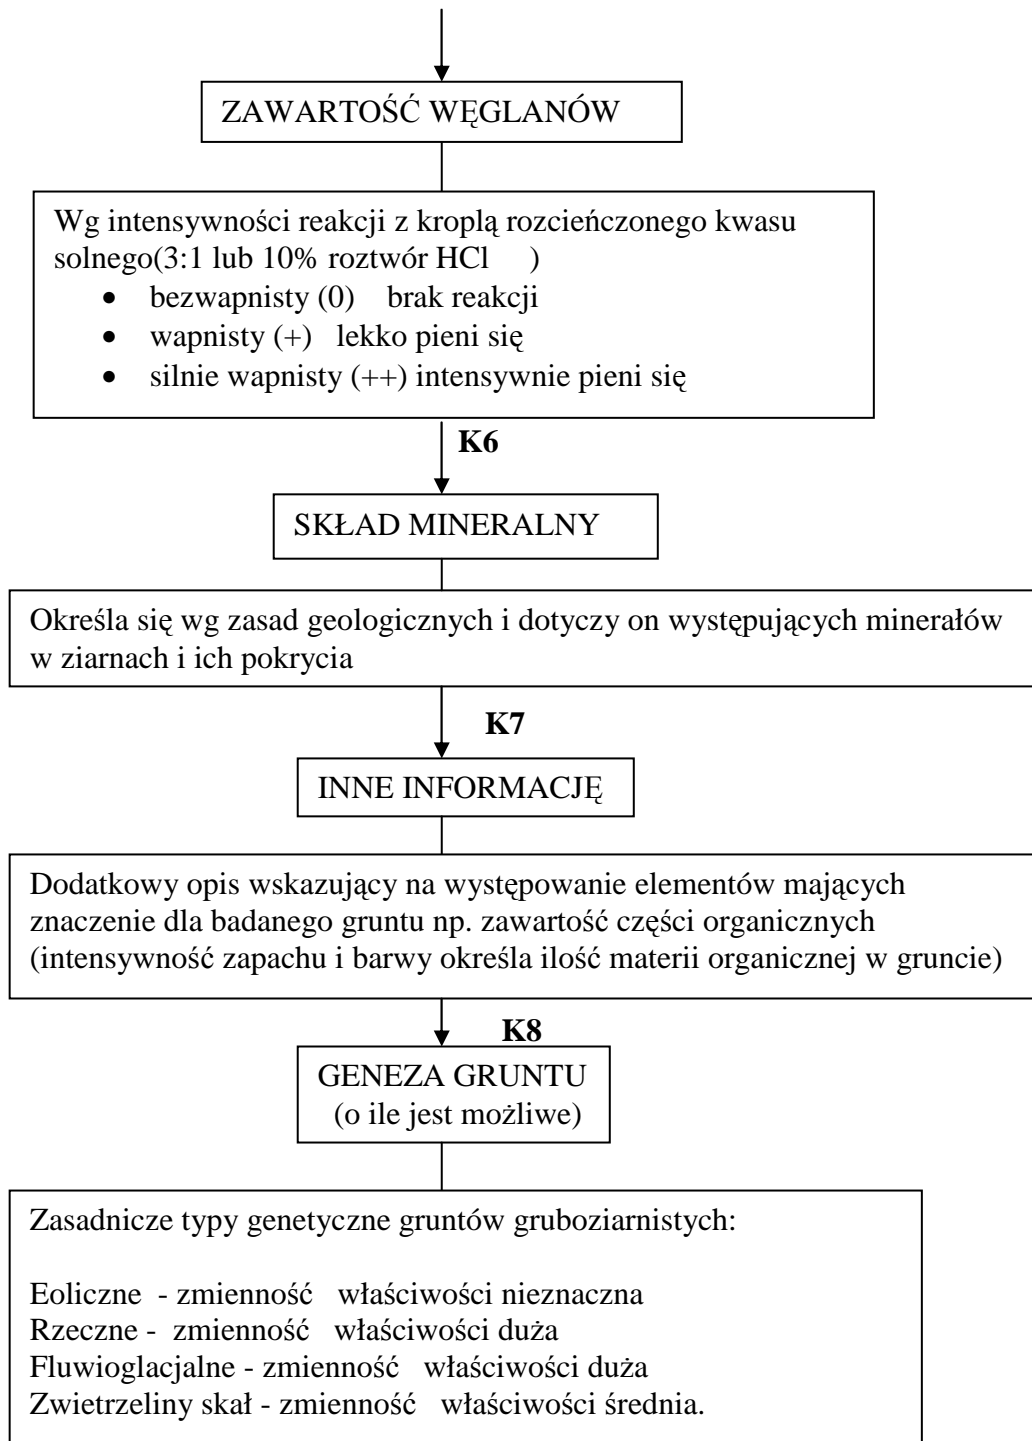 ZAWARTOŚĆ WĘGLANÓW
Wg intensywności reakcji z kroplą rozcieńczonego kwasu
solnego(3:1 lub 10% roztwór HCl )
• bezwapnisty (0) brak reakcji
• wapnisty (+) lekko pieni się
• silnie wapnisty (++) intensywnie pieni się
K6
SKŁAD MINERALNY
Określa się wg zasad geologicznych i dotyczy on występujących minerałów
w ziarnach i ich pokrycia
K7
INNE INFORMACJĘ
Dodatkowy opis wskazujący na występowanie elementów mających
znaczenie dla badanego gruntu np. zawartość części organicznych
(intensywność zapachu i barwy określa ilość materii organicznej w gruncie)
K8
GENEZA GRUNTU
(o ile jest możliwe)
Zasadnicze typy genetyczne gruntów gruboziarnistych:
Eoliczne - zmienność właściwości nieznaczna
Rzeczne - zmienność właściwości duża
Fluwioglacjalne - zmienność właściwości duża
Zwietrzeliny skał - zmienność właściwości średnia.